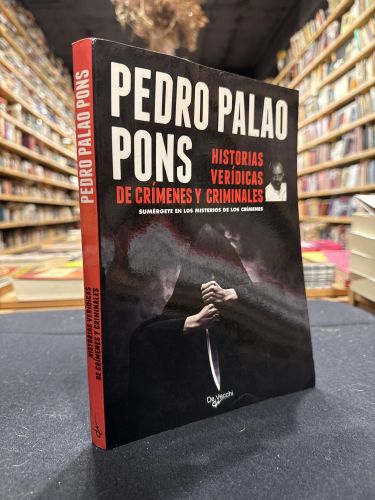 PEDRO PALAO
PONS
HISTORIAS
VERÍDICAS
DE CRÍMENES Y CRIMINALES
SUMÉRGETE EN LOS MISTERIOS DE LOS CRÍMENES
De Vecchi
PEDRO PALAO PONS
HISTORIAS VERÍDICAS
DE CRÍMENES Y CRIMINALES